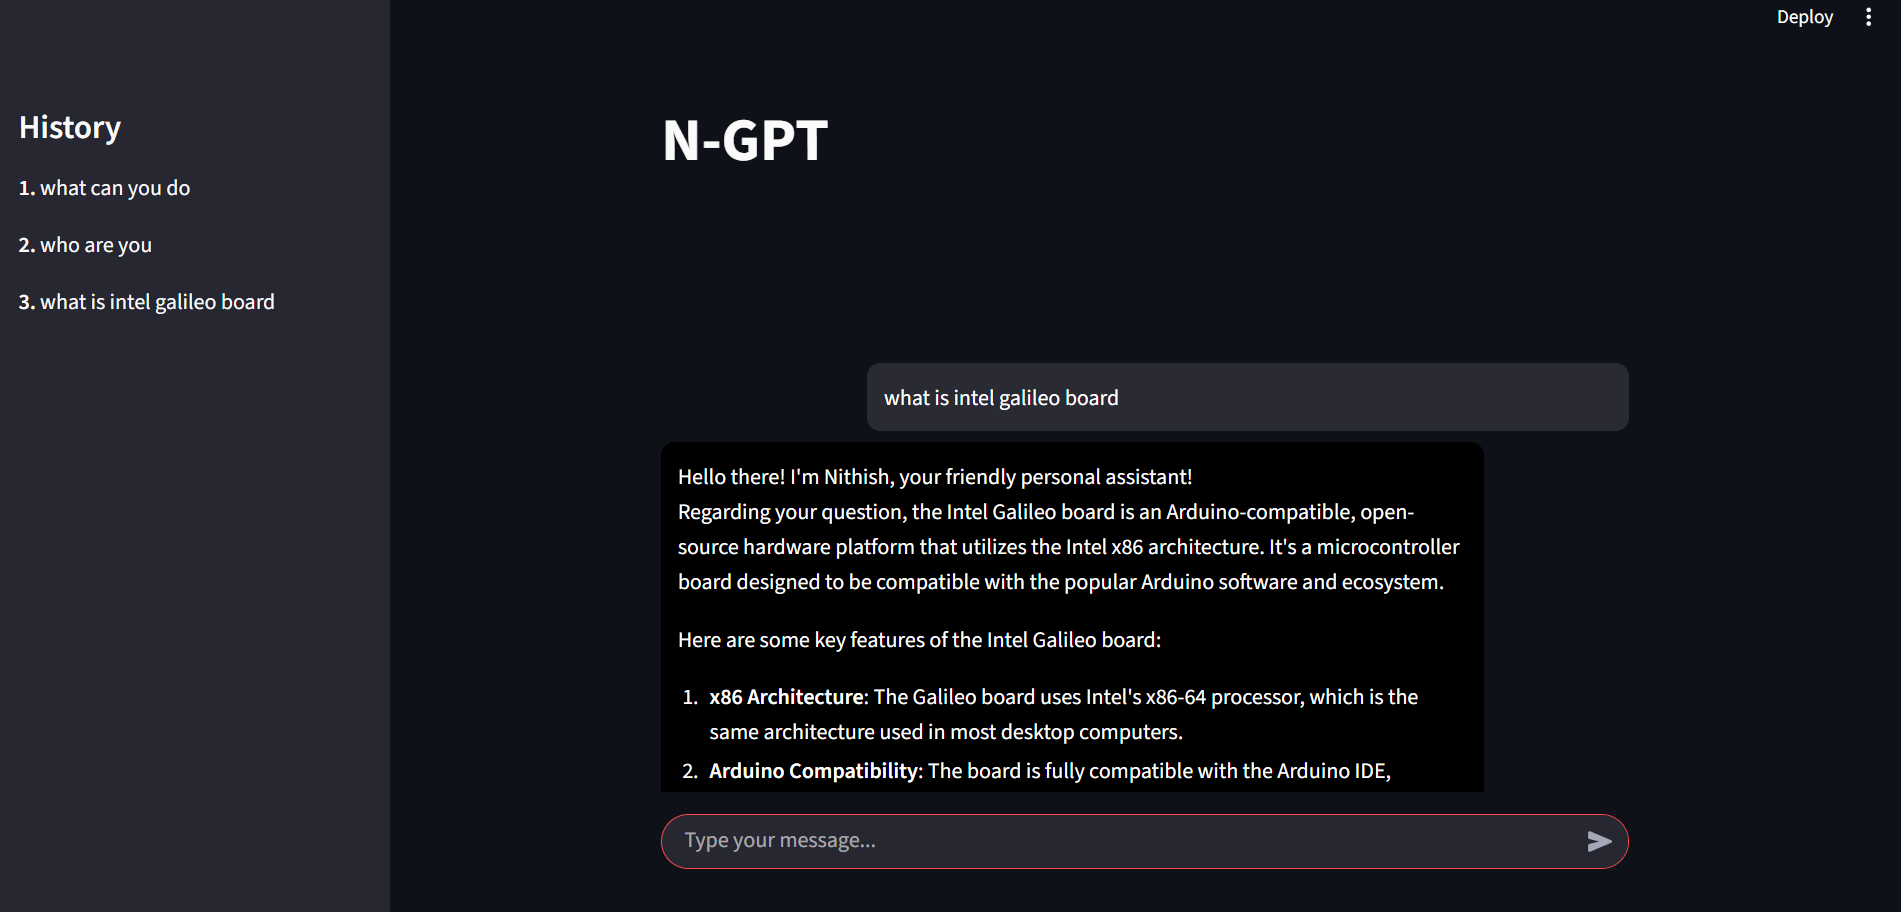 Deploy
History
1. what can you do
2. who are you
3. what is intel galileo board
N-GPT
what is intel galileo board
Hello there! I'm Nithish, your friendly personal assistant!
Regarding your question, the Intel Galileo board is an Arduino-compatible, open-
source hardware platform that utilizes the Intel x86 architecture. It's a microcontroller
board designed to be compatible with the popular Arduino software and ecosystem.
Here are some key features of the Intel Galileo board:
1. x86 Architecture: The Galileo board uses Intel's x86-64 processor, which is the
same architecture used in most desktop computers.
2. Arduino Compatibility: The board is fully compatible with the Arduino IDE,
Type your message...